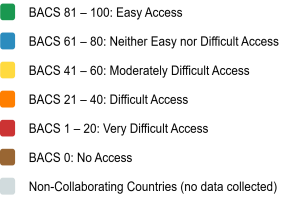 BACS 81 – 100: Easy Access
BACS 61 – 80: Neither Easy nor Difficult Access
BACS 41 – 60: Moderately Difficult Access
BACS 21 – 40: Difficult Access
BACS 1 – 20: Very Difficult Access
BACS 0: No Access
Non-Collaborating Countries (no data collected)